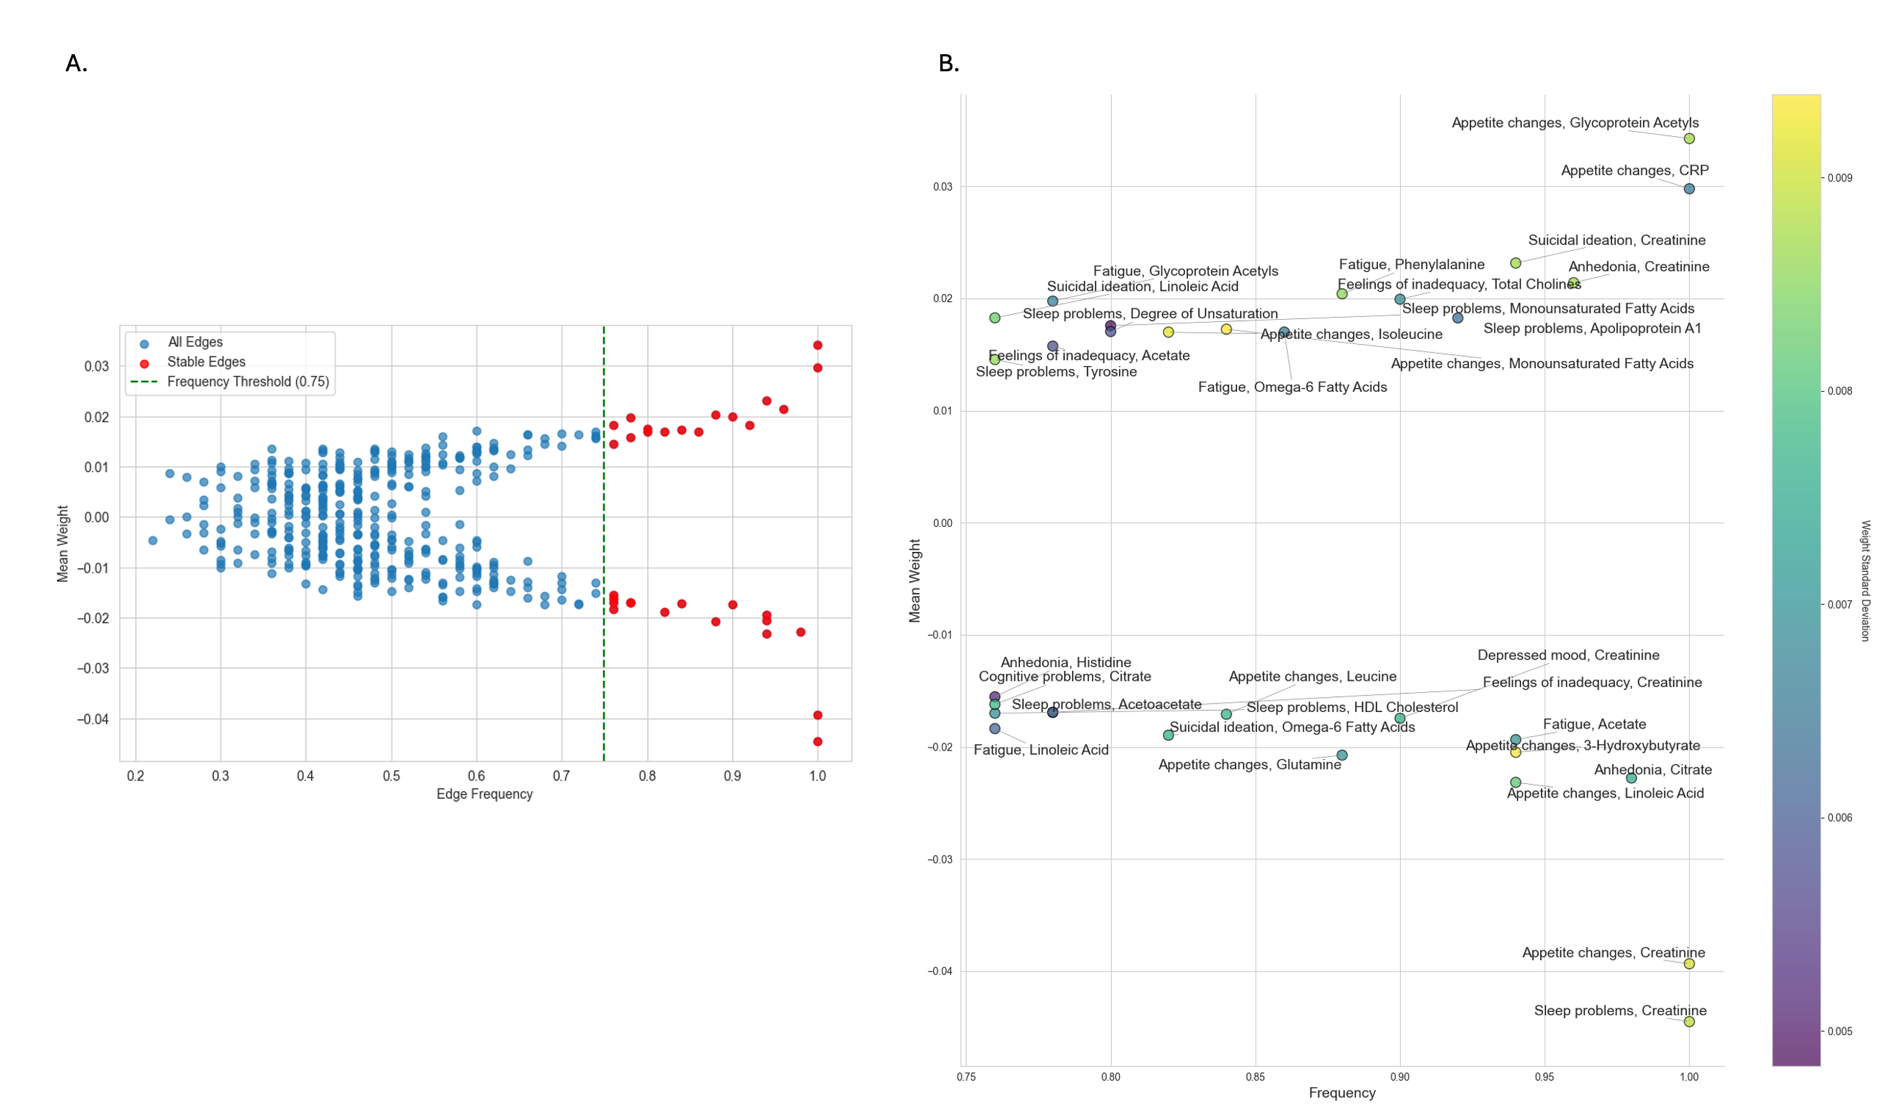 A.
All Edges
Stable Edges
Frequency Threshold (0.75)
0.03
0.02
0.01
0.00
−0.01
−0.02
−0.03
−0.04
Mean Weight
0.2 0.3 0.4 0.5 0.6 0.7 0.8 0.9 1.0
Edge Frequency
B.
Appetite changes, Glycoprotein Acetyls
Appetite changes, CRP
Suicidal ideation, Creatinine
Fatigue, Phenylalanine
Anhedonia, Creatinine
Fatigue, Glycoprotein Acetyls
Feelings of inadequacy, Total Cholines
Suicidal ideation, Linoleic Acid
Sleep problems, Monounsaturated Fatty Acids
Sleep problems, Degree of Unsaturation
Sleep problems, Apolipoprotein A1
Appetite changes, Isoleucine
Feelings of inadequacy, Acetate
Appetite changes, Monounsaturated Fatty Acids
Sleep problems, Tyrosine
Fatigue, Omega-6 Fatty Acids
Depressed mood, Creatinine
Anhedonia, Histidine
Cognitive problems, Citrate
Appetite changes, Leucine
Feelings of inadequacy, Creatinine
Sleep problems, Acetoacetate
Sleep problems, HDL Cholesterol
Fatigue, Acetate
Suicidal ideation, Omega-6 Fatty Acids
Appetite changes, 3-Hydroxybutyrate
Fatigue, Linoleic Acid
Appetite changes, Glutamine
Anhedonia, Citrate
Appetite changes, Linoleic Acid
Appetite changes, Creatinine
Sleep problems, Creatinine
0.03
0.02
0.01
0.00
−0.01
−0.02
−0.03
−0.04
Mean Weight
0.75 0.80 0.85 0.90 0.95 1.00
Frequency
0.009
0.008
0.007
0.006
0.005
Weight Standard Deviation